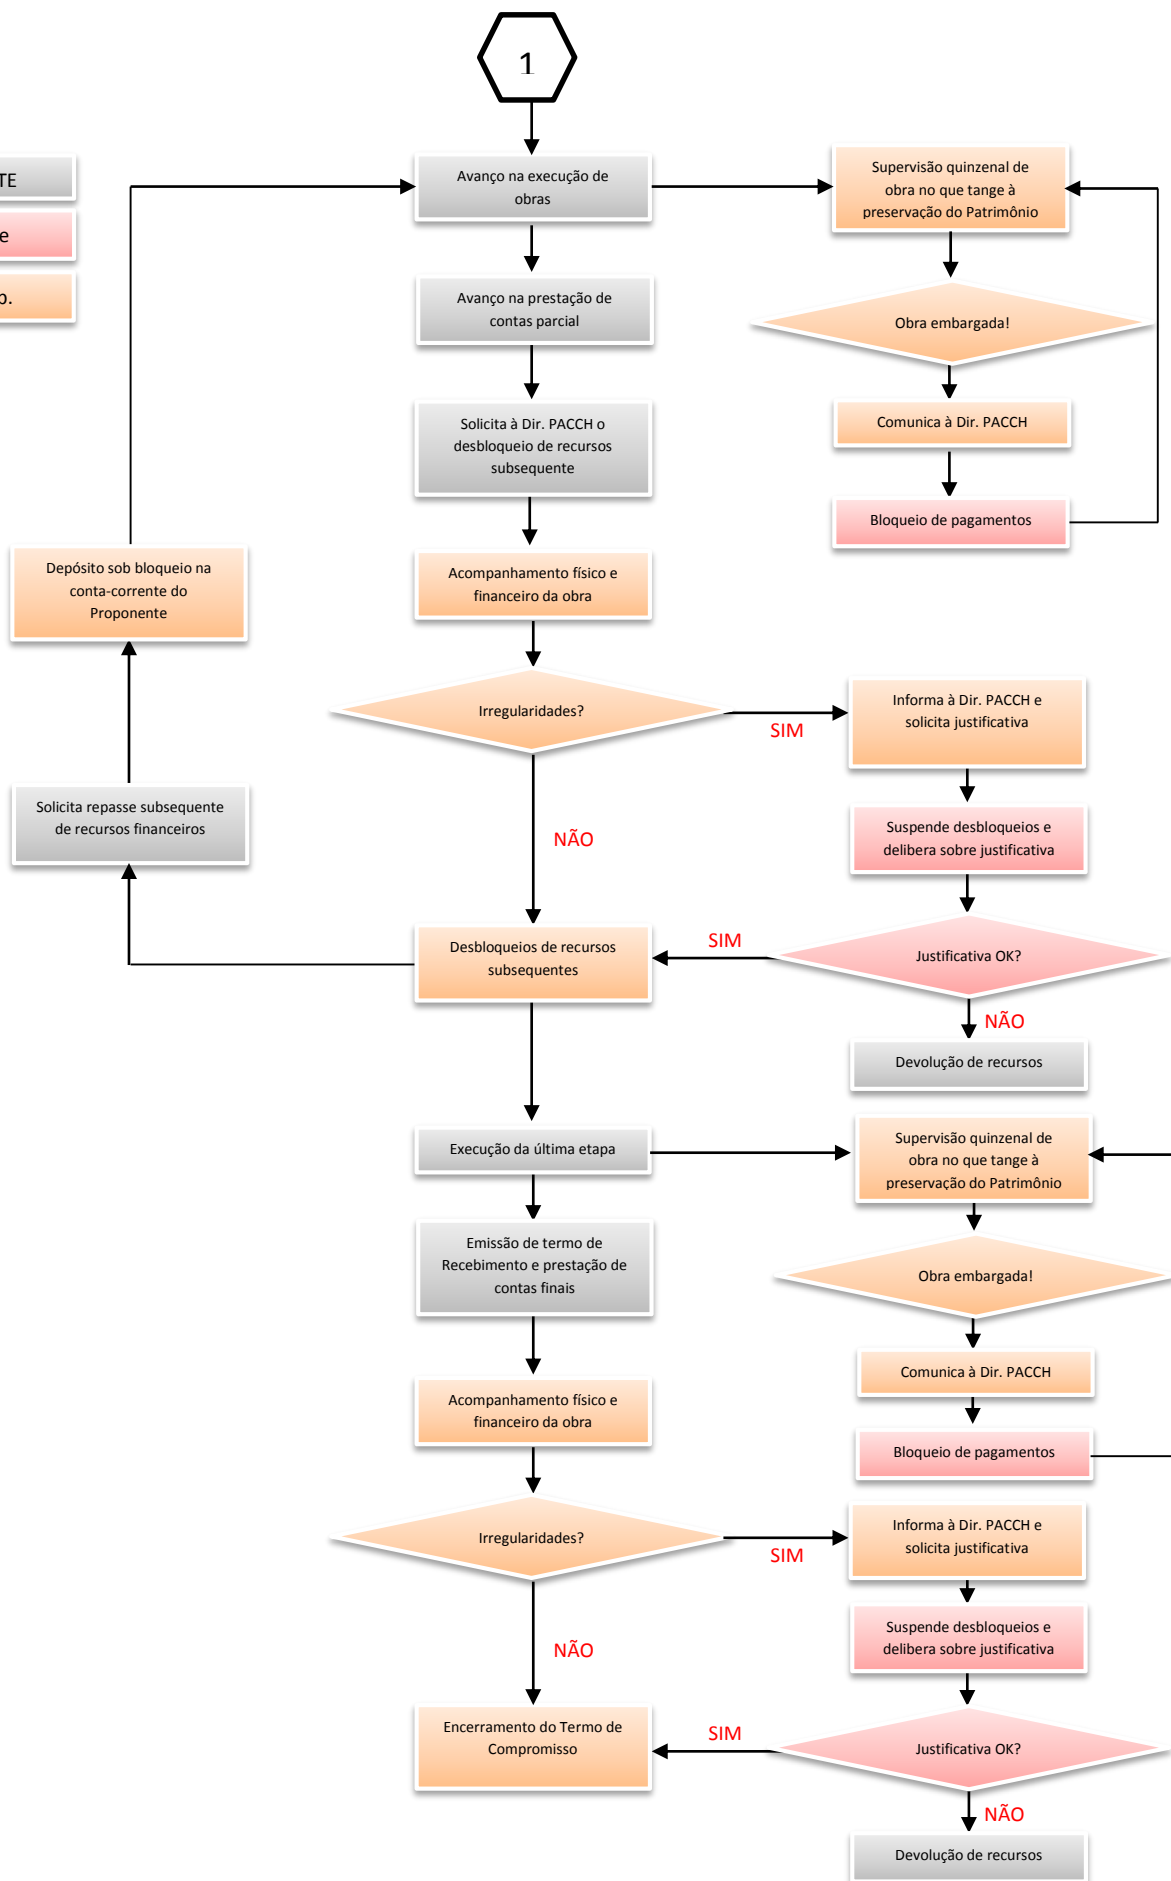 1
TE
e
o.
Avanço na execução de
obras
Supervisão quinzenal de
obra no que tange à
preservação do Patrimônio
Avanço na prestação de
contas parcial
Obra embargada!
Solicita à Dir. PACCH o
desbloqueio de recursos
subsequente
Comunica à Dir. PACCH
Bloqueio de pagamentos
Acompanhamento físico e
financeiro da obra
Depósito sob bloqueio na
conta-corrente do
Proponente
Irregularidades?
SIM
Informa à Dir. PACCH e
solicita justificativa
Solicita repasse subsequente
de recursos financeiros
NÃO
Suspende desbloqueios e
delibera sobre justificativa
Desbloqueios de recursos
subsequentes
SIM
Justificativa OK?
NÃO
Devolução de recursos
Execução da última etapa
Supervisão quinzenal de
obra no que tange à
preservação do Patrimônio
Emissão de termo de
Recebimento e prestação de
contas finais
Obra embargada!
Comunica à Dir. PACCH
Acompanhamento físico e
financeiro da obra
Bloqueio de pagamentos
Irregularidades?
SIM
Informa à Dir. PACCH e
solicita justificativa
NÃO
Suspende desbloqueios e
delibera sobre justificativa
Encerramento do Termo de
Compromisso
SIM
Justificativa OK?
NÃO
Devolução de recursos